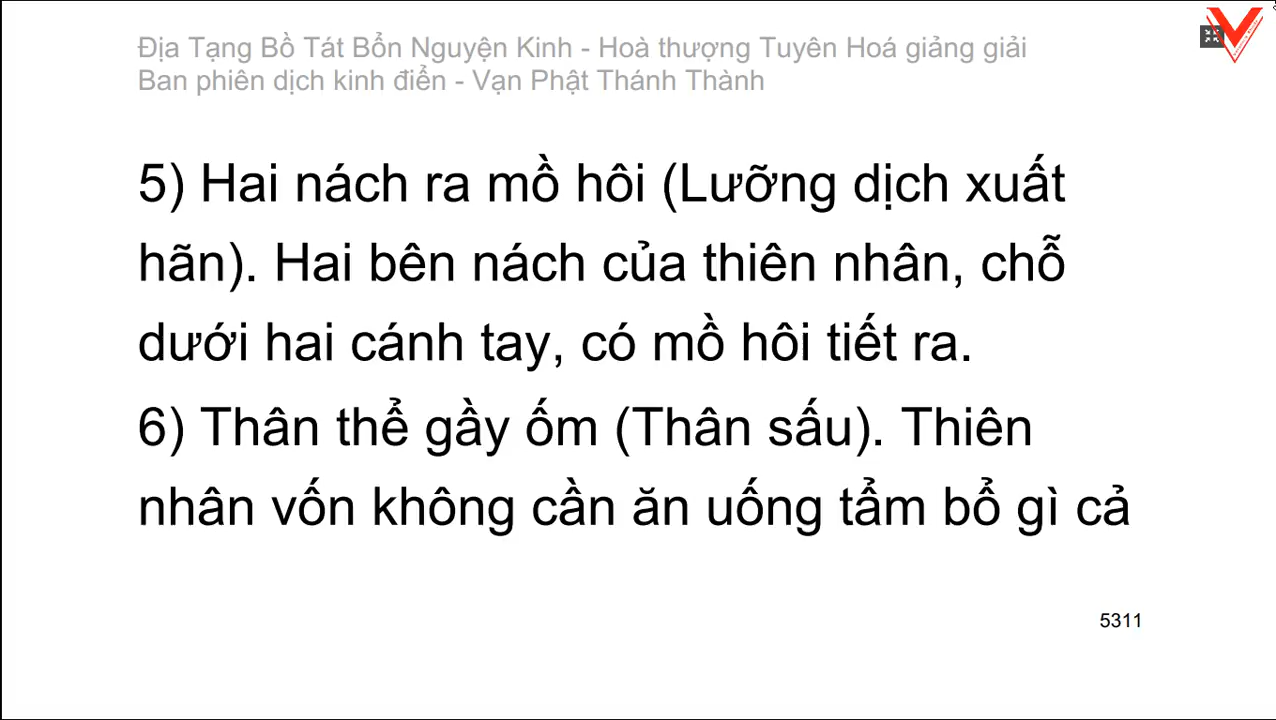 Địa Tạng Bồ Tát Bổn Nguyện Kinh - Hoà thượng Tuyên Hoá giảng giải
Ban phiên dịch kinh điển - Vạn Phật Thánh Thành
5) Hai nách ra mồ hôi (Lưỡng dịch xuất
hãn). Hai bên nách của thiên nhân, chỗ
dưới hai cánh tay, có mồ hôi tiết ra.
6) Thân thể gầy ốm (Thân sấu). Thiên
nhân vốn không cần ăn uống tẩm bổ gì cả
5311